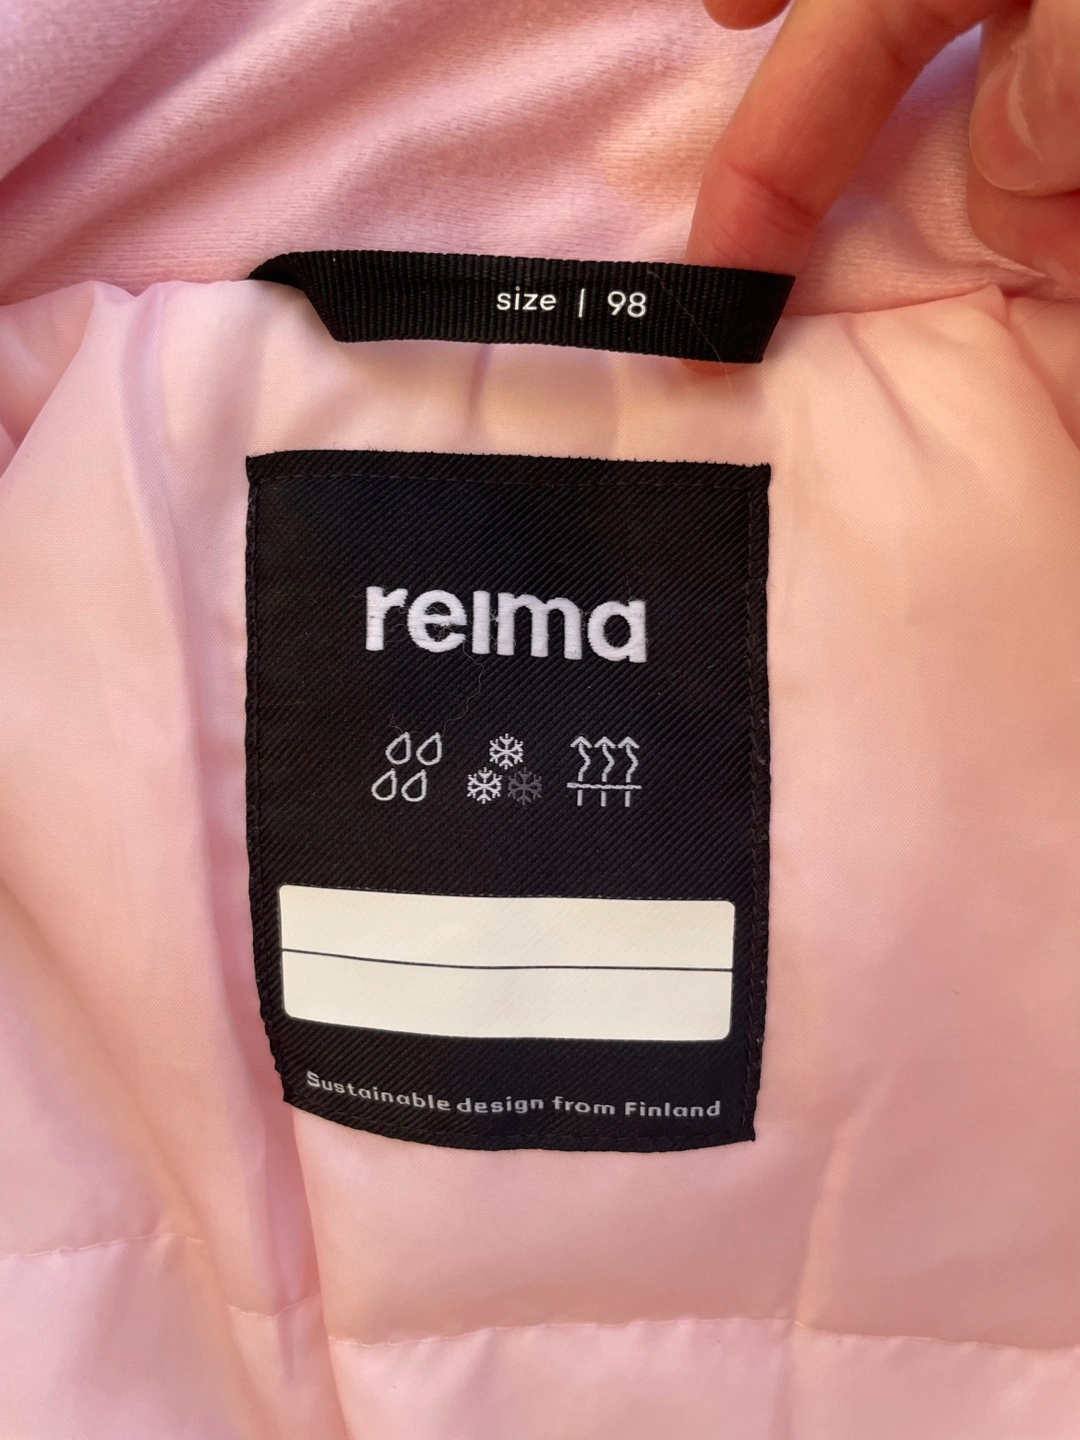 size | 98
reima
Sustainable design from Finland